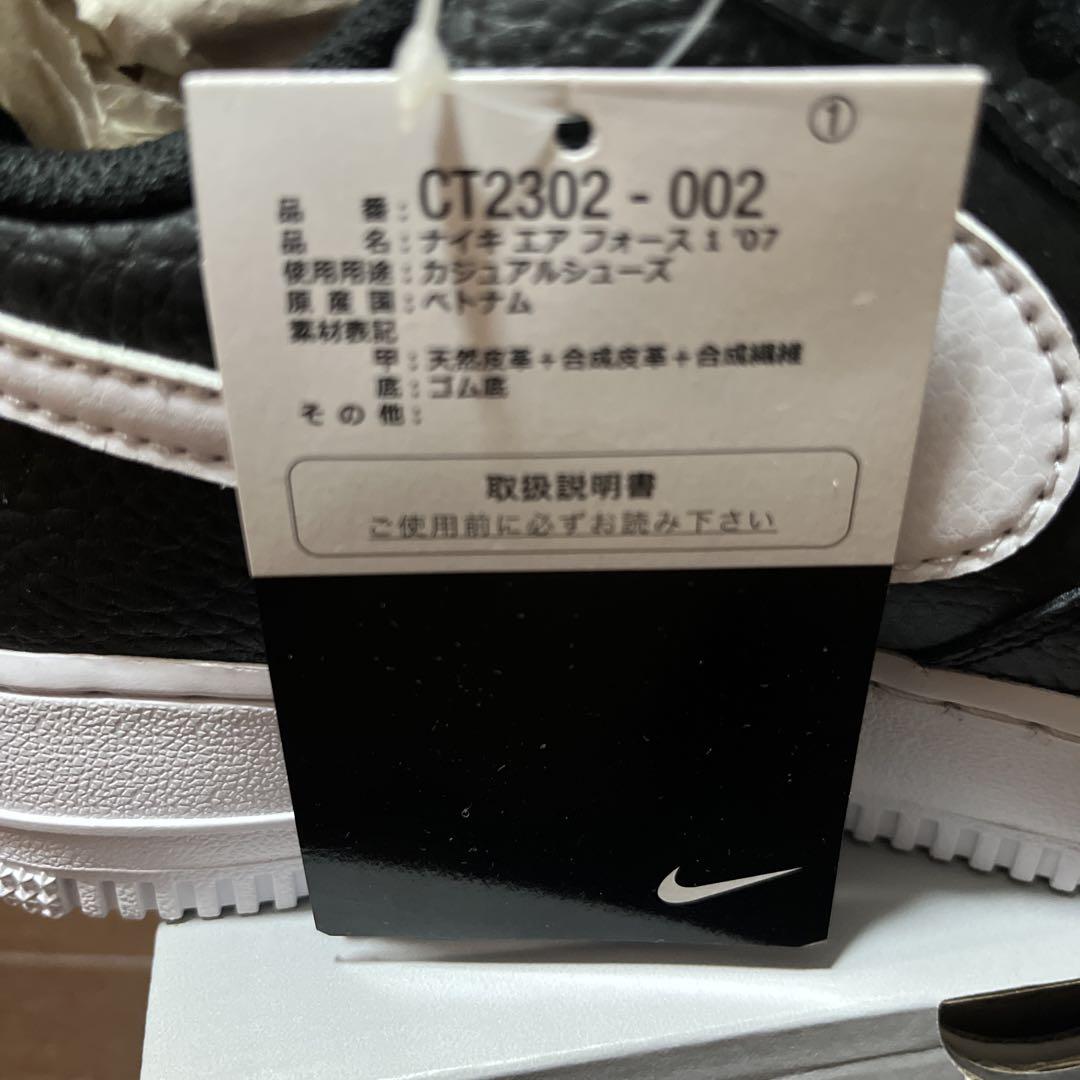 ①
品番：CT2302 - 002
品名：ナイキ エア フォース 1 '07
使用用途：カジュアルシューズ
原産国：ベトナム
素材表記
甲：天然皮革＋合成皮革＋合成繊維
底：ゴム底
その他：
取扱説明書
ご使用前に必ずお読み下さい